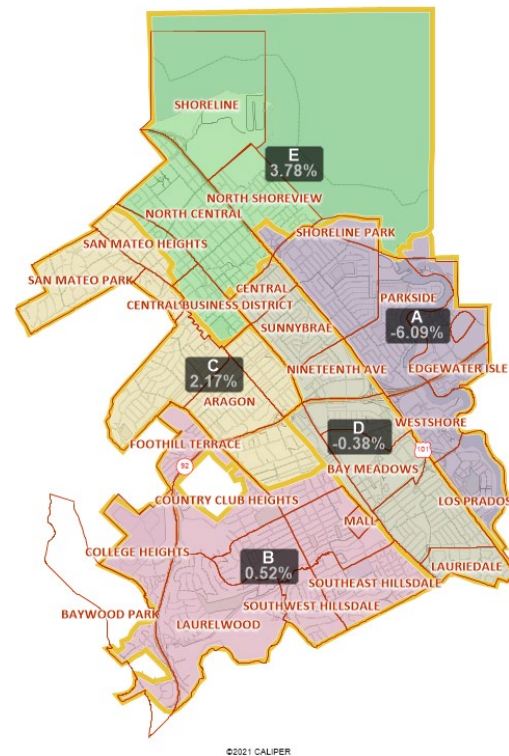 SHORELINE
E
3.78%
NORTH SHOREVIEW
NORTH CENTRAL
SHORELINE PARK
SAN MATEO HEIGHTS
SAN MATEO PARK
CENTRAL
PARKSIDE
CENTRAL BUSINESS DISTRICT
A
-6.09%
SUNNYBRAE
C
2.17%
NINETEENTH AVE
EDGEWATER ISLE
ARAGON
WESTSHORE
D
-0.38%
FOOTHILL TERRACE
101
92
BAY MEADOWS
COUNTRY CLUB HEIGHTS
LOS PRADOS
MALL
COLLEGE HEIGHTS
B
0.52%
LAURIEDALE
SOUTHEAST HILLSDALE
SOUTHWEST HILLSDALE
BAYWOOD PARK
LAURELWOOD
©2021 CALIPER